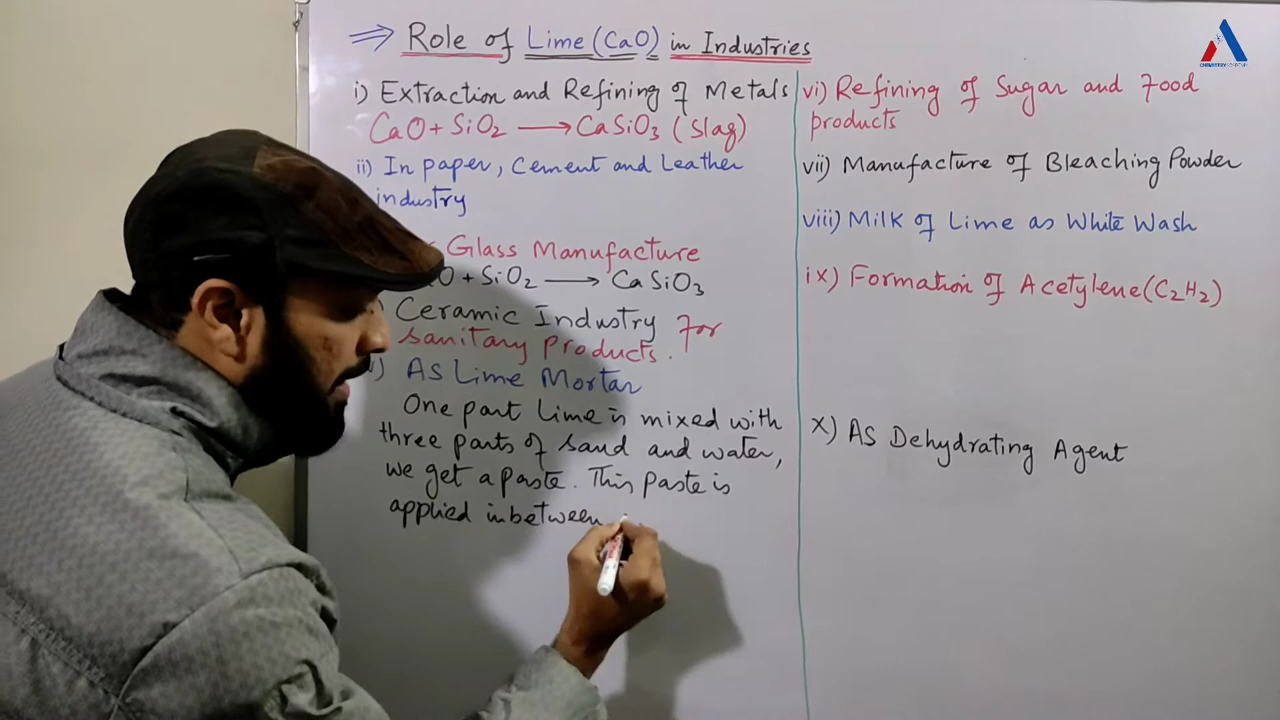 ⇒ Role of Lime (CaO) in Industries
i) Extraction and Refining of Metals
CaO + SiO2 → CaSiO3 (Slag)
ii) In paper, Cement and Leather
industry
Glass Manufacture
O + SiO2 → CaSiO3
Ceramic Industry For
Sanitary Products.
) As Lime Mortar
One part lime is mixed with
three parts of sand and water,
we get a paste. This paste is
applied inbetween
vi) Refining of Sugar and Food
products
vii) Manufacture of Bleaching Powder
viii) Milk of Lime as White Wash
ix) Formation of Acetylene (C2H2)
x) As Dehydrating Agent